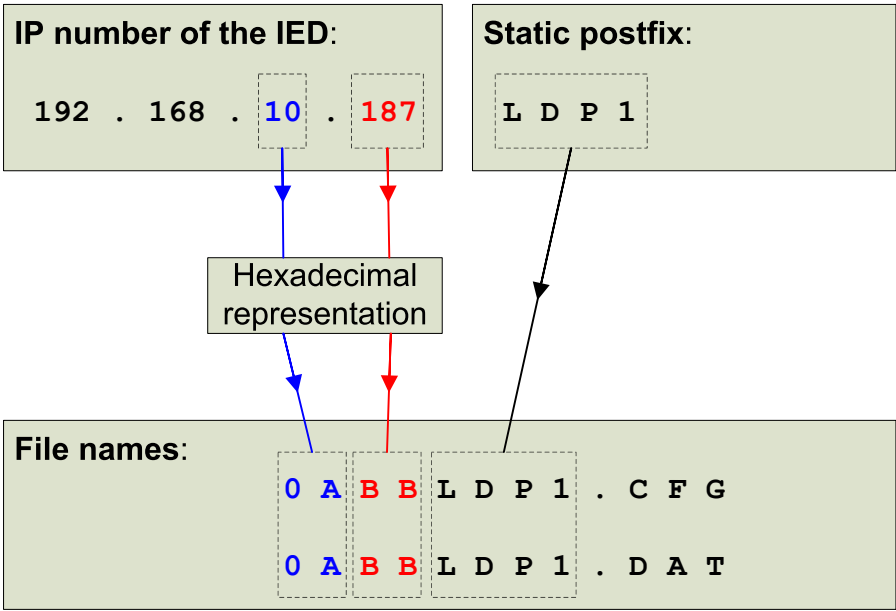 IP number of the IED:
192 . 168 . 10 . 187
Static postfix:
L D P 1
Hexadecimal
representation
File names:
0 A B B L D P 1 . C F G
0 A B B L D P 1 . D A T